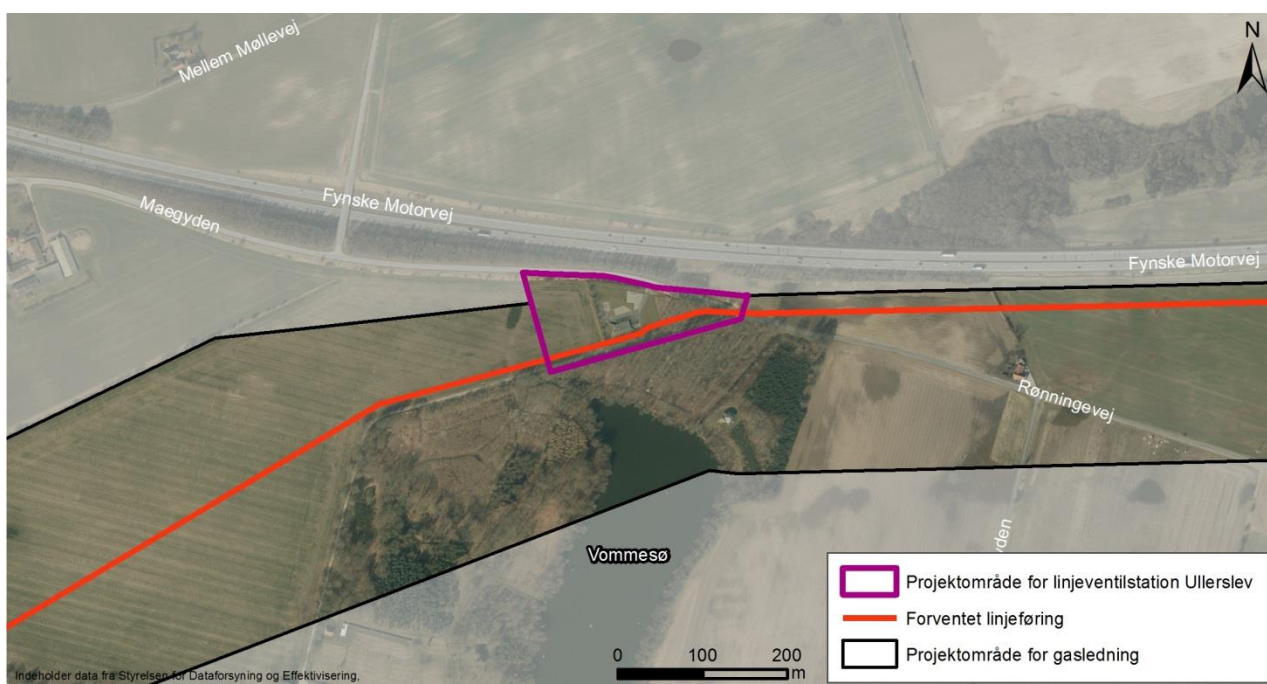 N
Mellem Møllevej
Fynske Motorvej
Maegyden
Fynske Motorvej
Rønningevej
yden
Vommesø
Projektområde for linjeventilstation Ullerslev
Forventet linjeføring
Projektområde for gasledning
0 100 200
m
Indeholder data fra Styrelsen for Dataforsyning og Effektivisering,